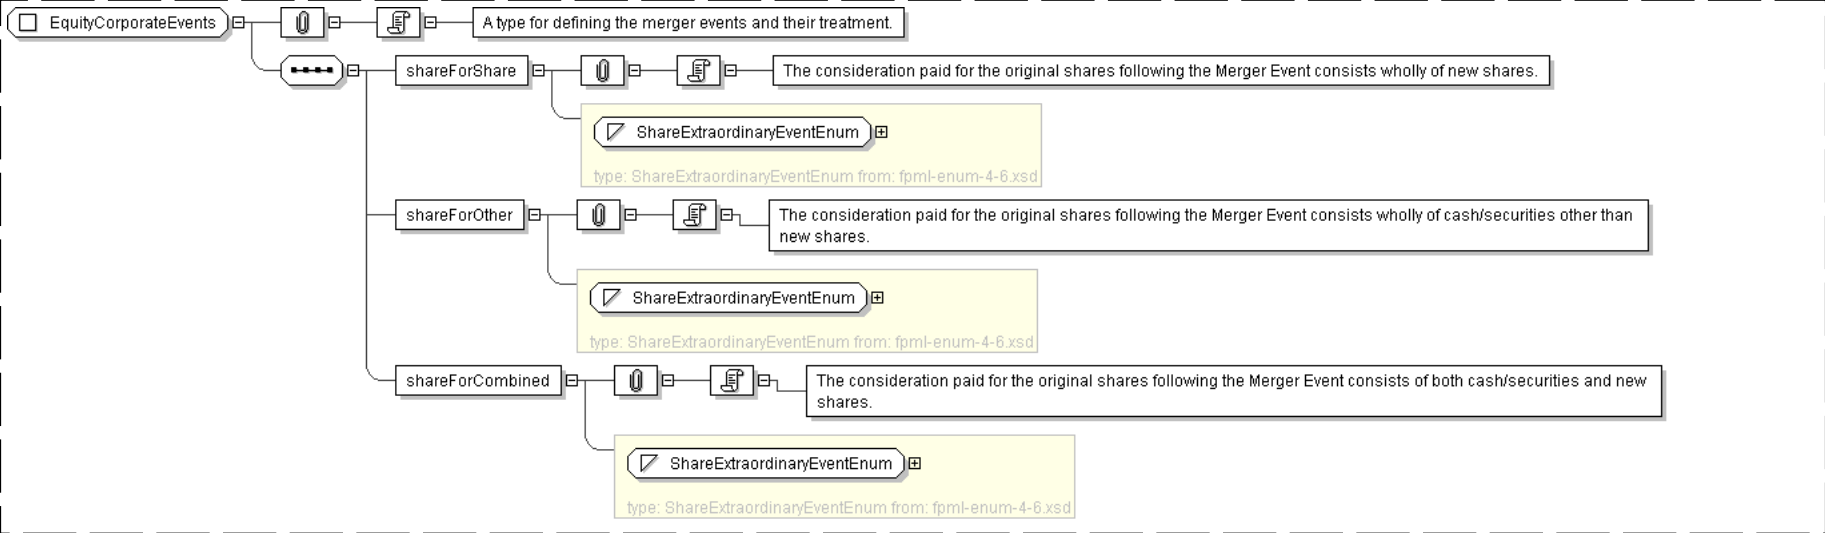 EquityCorporateEvents
A type for defining the merger events and their treatment.
shareForShare
The consideration paid for the original shares following the Merger Event consists wholly of new shares.
ShareExtraordinaryEventEnum
type: ShareExtraordinaryEventEnum from: fpml-enum-4-6.xsd
shareForOther
The consideration paid for the original shares following the Merger Event consists wholly of cash/securities other than
new shares.
ShareExtraordinaryEventEnum
type: ShareExtraordinaryEventEnum from: fpml-enum-4-6.xsd
shareForCombined
The consideration paid for the original shares following the Merger Event consists of both cash/securities and new
shares.
ShareExtraordinaryEventEnum
type: ShareExtraordinaryEventEnum from: fpml-enum-4-6.xsd